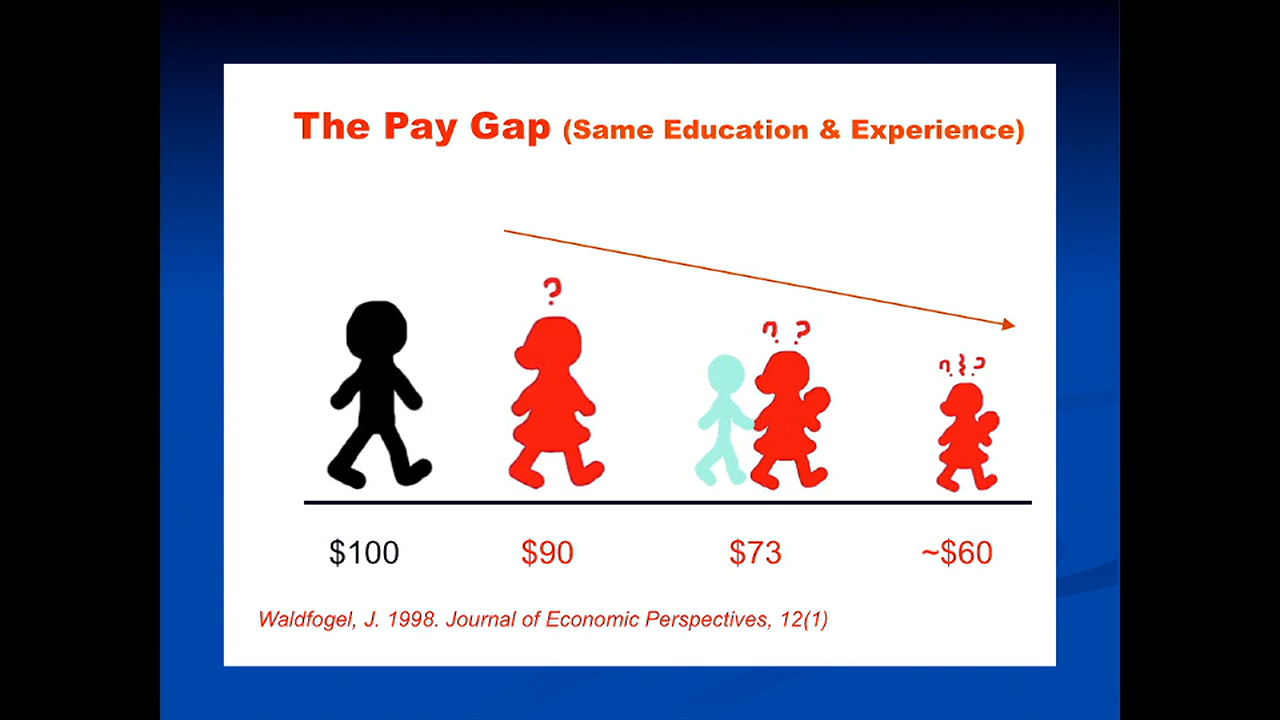 The Pay Gap (Same Education & Experience)
?
? ?
? ? ?
$100 $90 $73 ~$60
Waldfogel, J. 1998. Journal of Economic Perspectives, 12(1)